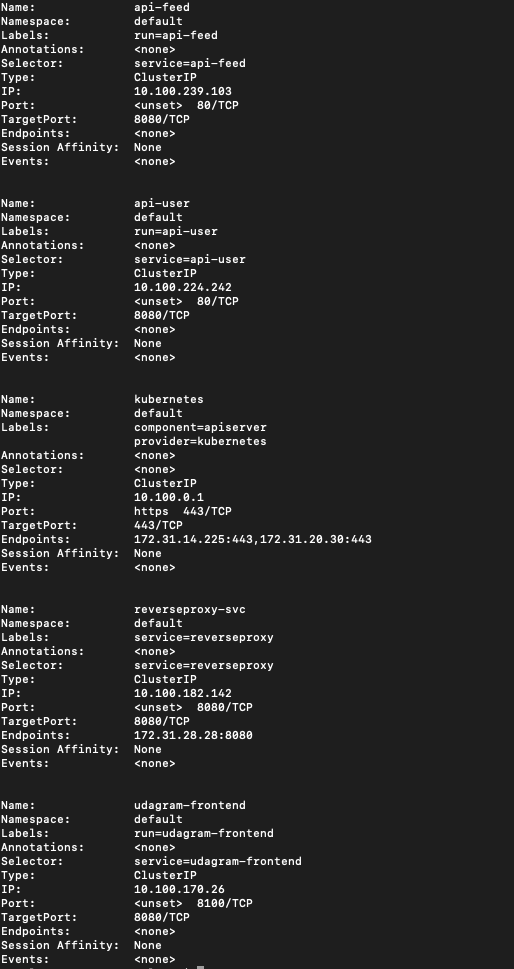 Name: api-feed
Namespace: default
Labels: run=api-feed
Annotations: <none>
Selector: service=api-feed
Type: ClusterIP
IP: 10.100.239.103
Port: <unset> 80/TCP
TargetPort: 8080/TCP
Endpoints: <none>
Session Affinity: None
Events: <none>
Name: api-user
Namespace: default
Labels: run=api-user
Annotations: <none>
Selector: service=api-user
Type: ClusterIP
IP: 10.100.224.242
Port: <unset> 80/TCP
TargetPort: 8080/TCP
Endpoints: <none>
Session Affinity: None
Events: <none>
Name: kubernetes
Namespace: default
Labels: component=apiserver
provider=kubernetes
Annotations: <none>
Selector: <none>
Type: ClusterIP
IP: 10.100.0.1
Port: https 443/TCP
TargetPort: 443/TCP
Endpoints: 172.31.14.225:443,172.31.20.30:443
Session Affinity: None
Events: <none>
Name: reverseproxy-svc
Namespace: default
Labels: service=reverseproxy
Annotations: <none>
Selector: service=reverseproxy
Type: ClusterIP
IP: 10.100.182.142
Port: <unset> 8080/TCP
TargetPort: 8080/TCP
Endpoints: 172.31.28.28:8080
Session Affinity: None
Events: <none>
Name: udagram-frontend
Namespace: default
Labels: run=udagram-frontend
Annotations: <none>
Selector: service=udagram-frontend
Type: ClusterIP
IP: 10.100.170.26
Port: <unset> 8100/TCP
TargetPort: 8080/TCP
Endpoints: <none>
Session Affinity: None
Events: <none>